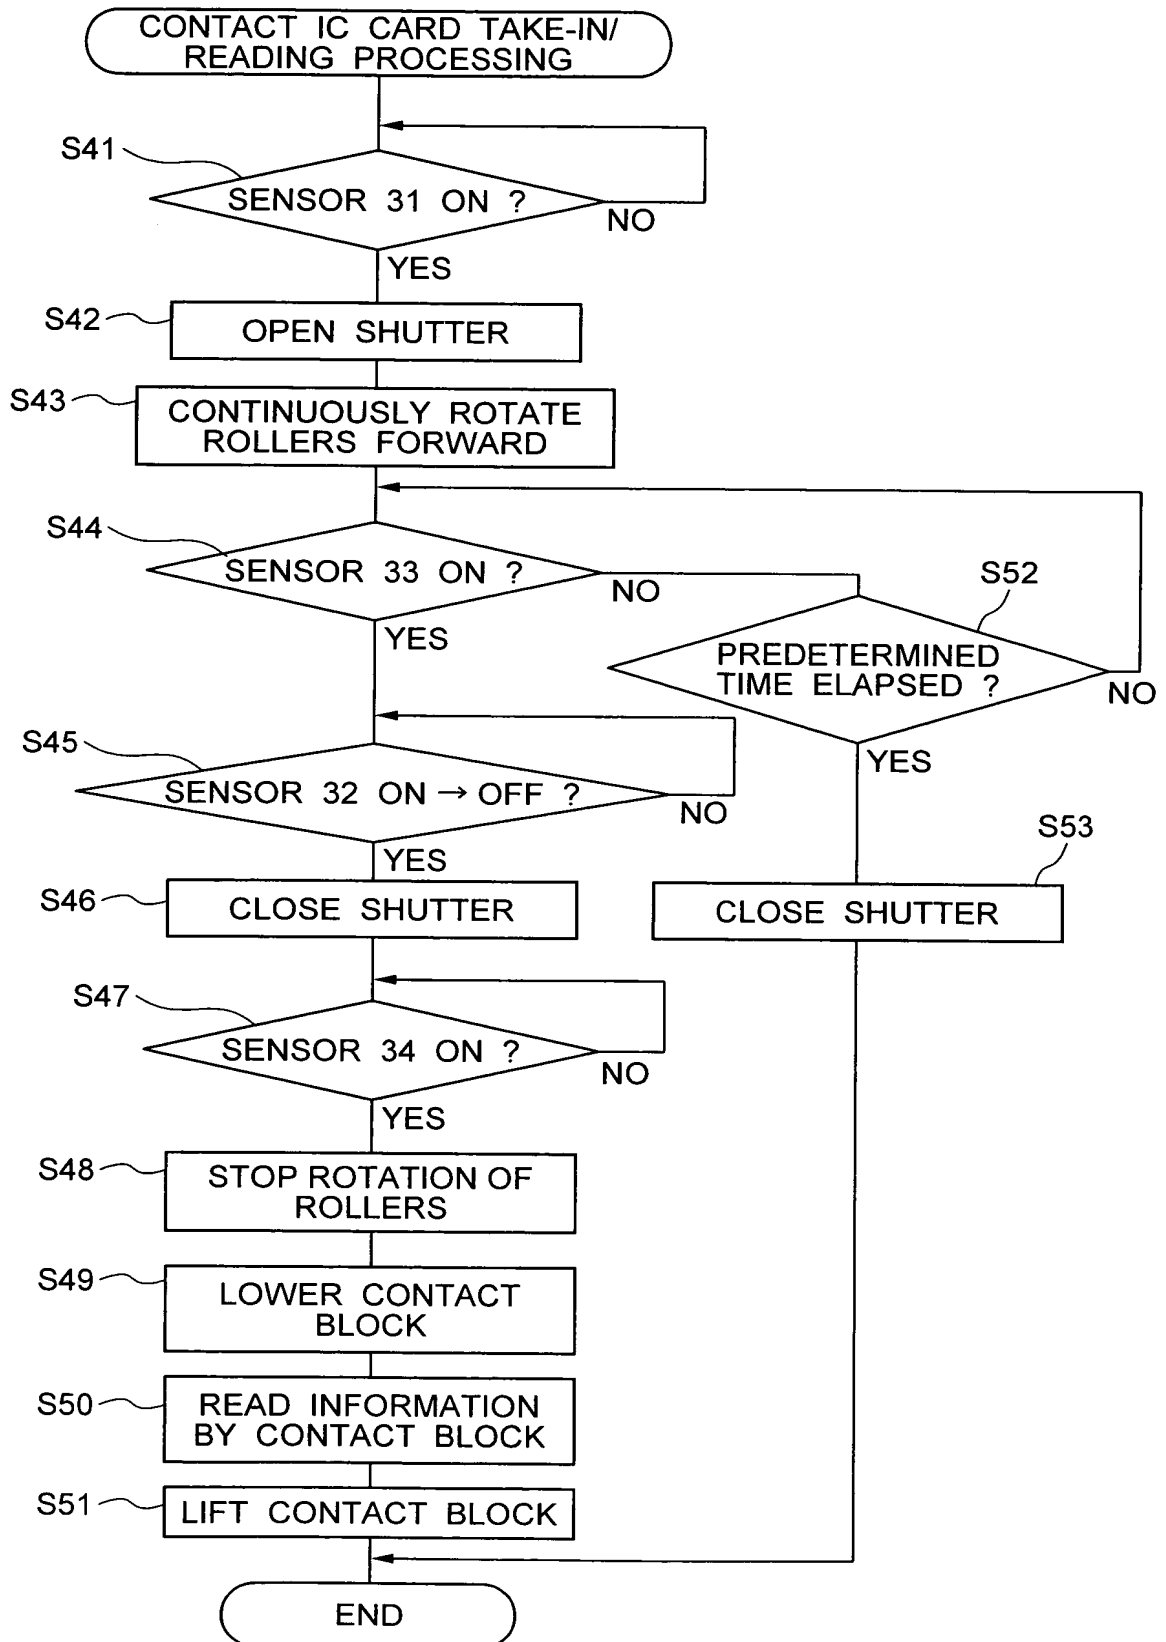 CONTACT IC CARD TAKE-IN/
READING PROCESSING
S41
SENSOR 31 ON ?
NO
YES
S42
OPEN SHUTTER
S43
CONTINUOUSLY ROTATE
ROLLERS FORWARD
S44
SENSOR 33 ON ?
NO
YES
S52
PREDETERMINED
TIME ELAPSED ?
NO
YES
S45
SENSOR 32 ON → OFF ?
NO
YES
S46
CLOSE SHUTTER
S53
CLOSE SHUTTER
S47
SENSOR 34 ON ?
NO
YES
S48
STOP ROTATION OF
ROLLERS
S49
LOWER CONTACT
BLOCK
S50
READ INFORMATION
BY CONTACT BLOCK
S51
LIFT CONTACT BLOCK
END